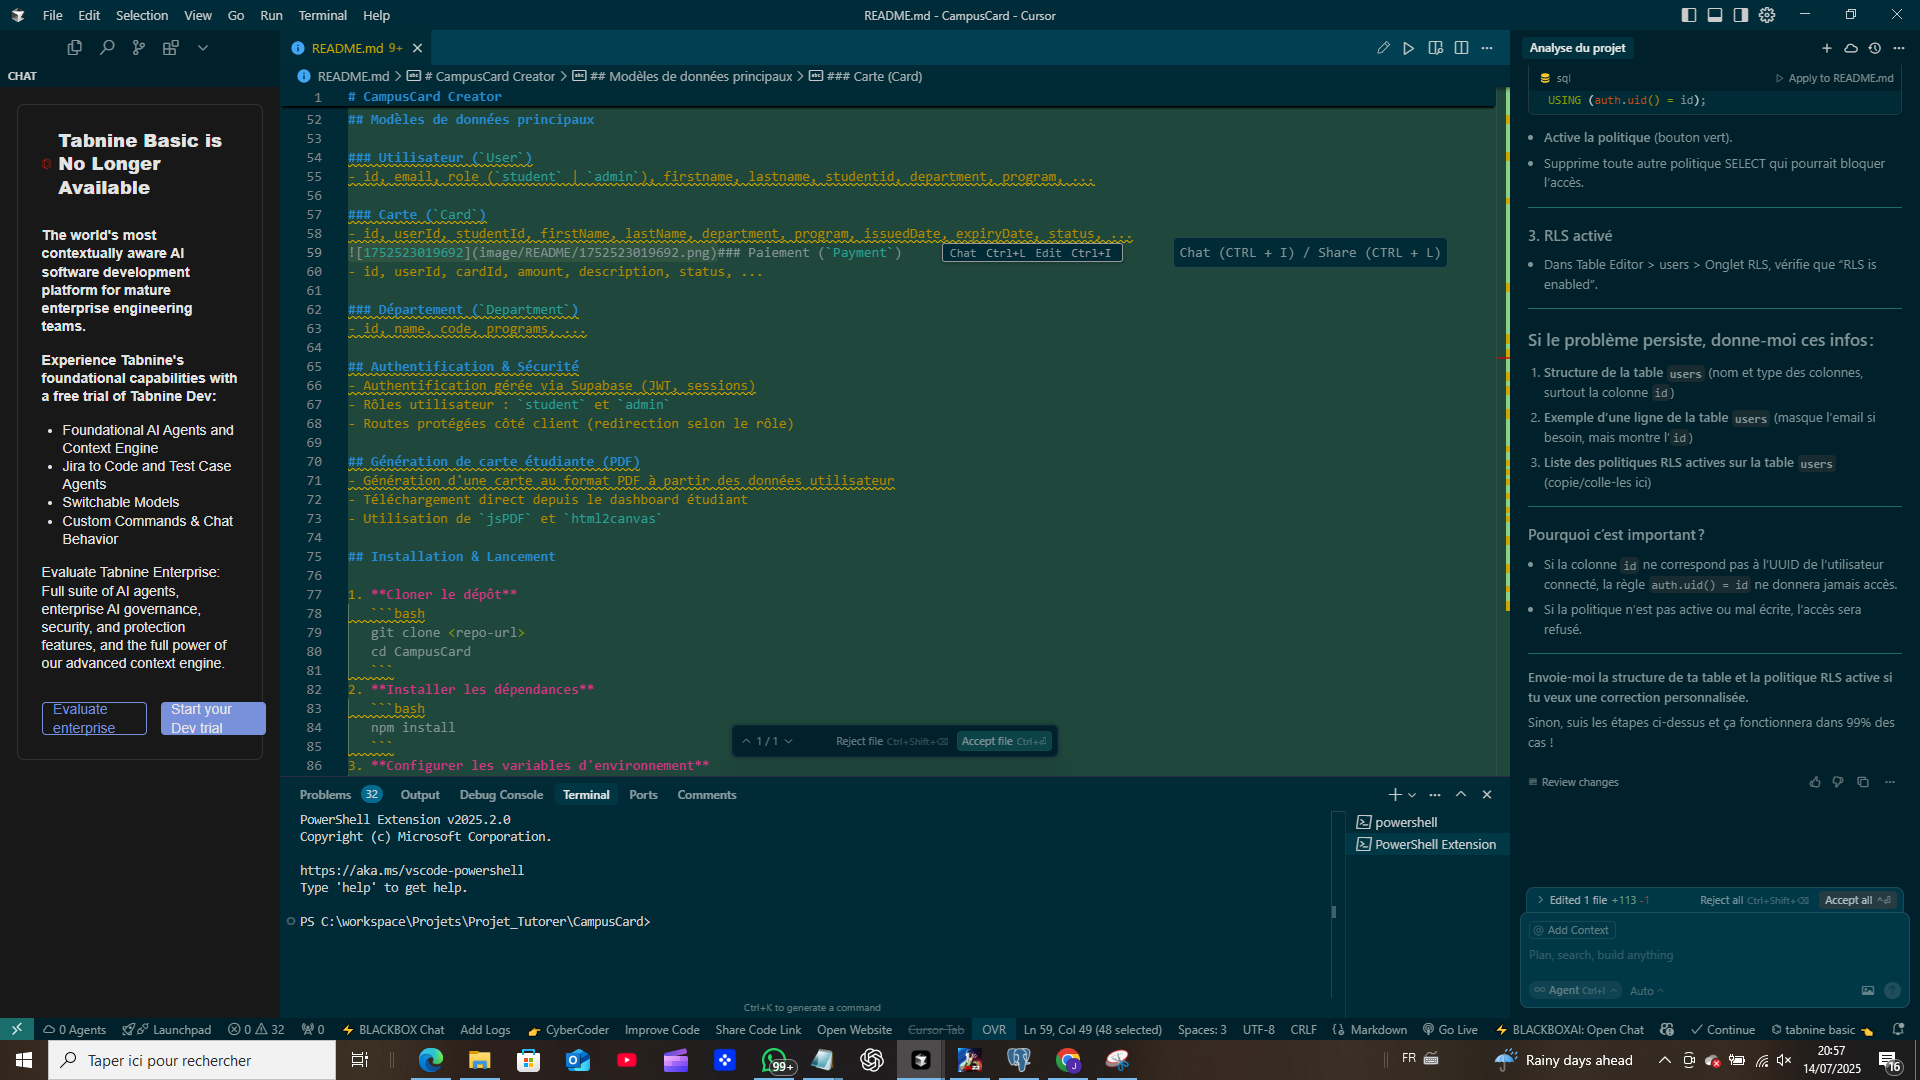 File Edit Selection View Go Run Terminal Help
README.md - CampusCard - Cursor
CHAT
Tabnine Basic is
No Longer
Available
The world's most
contextually aware AI
software development
platform for mature
enterprise engineering
teams.
Experience Tabnine's
foundational capabilities with
a free trial of Tabnine Dev:
• Foundational AI Agents and
Context Engine
• Jira to Code and Test Case
Agents
• Switchable Models
• Custom Commands & Chat
Behavior
Evaluate Tabnine Enterprise:
Full suite of AI agents,
enterprise AI governance,
security, and protection
features, and the full power of
our advanced context engine.
Evaluate
enterprise
Start your
Dev trial
README.md 9+
README.md > # CampusCard Creator > ## Modèles de données principaux > ### Carte (Card)
1 # CampusCard Creator
52 ## Modèles de données principaux
53
54 ### Utilisateur (`User`)
55 - id, email, role (`student` | `admin`), firstname, lastname, studentid, department, program, ...
56
57 ### Carte (`Card`)
58 - id, userId, studentId, firstName, lastName, department, program, issuedDate, expiryDate, status, ...
59 ![1752523019692](image/README/1752523019692.png)### Paiement (`Payment`)
Chat Ctrl+L Edit Ctrl+I
Chat (CTRL + I) / Share (CTRL + L)
60 - id, userId, cardId, amount, description, status, ...
61
62 ### Département (`Department`)
63 - id, name, code, programs, ...
64
65 ## Authentification & Sécurité
66 - Authentification gérée via Supabase (JWT, sessions)
67 - Rôles utilisateur : `student` et `admin`
68 - Routes protégées côté client (redirection selon le rôle)
69
70 ## Génération de carte étudiante (PDF)
71 - Génération d'une carte au format PDF à partir des données utilisateur
72 - Téléchargement direct depuis le dashboard étudiant
73 - Utilisation de `jsPDF` et `html2canvas`
74
75 ## Installation & Lancement
76
77 1. **Cloner le dépôt**
78 ```bash
79 git clone <repo-url>
80 cd CampusCard
81 ```
82 2. **Installer les dépendances**
83 ```bash
84 npm install
85 ```
86 3. **Configurer les variables d'environnement**
1 / 1 Reject file Ctrl+Shift+⌫ Accept file Ctrl+⏎
Problems 32 Output Debug Console Terminal Ports Comments
PowerShell Extension v2025.2.0
Copyright (c) Microsoft Corporation.
https://aka.ms/vscode-powershell
Type 'help' to get help.
PS C:\workspace\Projets\Projet_Tutorer\CampusCard>
Ctrl+K to generate a command
powershell
PowerShell Extension
Analyse du projet
sql
Apply to README.md
USING (auth.uid() = id);
• Active la politique (bouton vert).
• Supprime toute autre politique SELECT qui pourrait bloquer
l'accès.
3. RLS activé
• Dans Table Editor > users > Onglet RLS, vérifie que "RLS is
enabled".
Si le problème persiste, donne-moi ces infos :
1. Structure de la table users (nom et type des colonnes,
surtout la colonne id)
2. Exemple d'une ligne de la table users (masque l'email si
besoin, mais montre l'id)
3. Liste des politiques RLS actives sur la table users
(copie/colle-les ici)
Pourquoi c'est important ?
• Si la colonne id ne correspond pas à l'UUID de l'utilisateur
connecté, la règle auth.uid() = id ne donnera jamais accès.
• Si la politique n'est pas active ou mal écrite, l'accès sera
refusé.
Envoie-moi la structure de ta table et la politique RLS active si
tu veux une correction personnalisée.
Sinon, suis les étapes ci-dessus et ça fonctionnera dans 99% des
cas !
Review changes
Edited 1 file +113 -1 Reject all Ctrl+Shift+⌫ Accept all ^⏎
@ Add Context
Plan, search, build anything
∞ Agent Ctrl+I Auto
0 Agents Launchpad 0 32 0 BLACKBOX Chat Add Logs CyberCoder Improve Code Share Code Link Open Website Cursor Tab OVR Ln 59, Col 49 (48 selected) Spaces: 3 UTF-8 CRLF Markdown Go Live BLACKBOXAI: Open Chat Continue tabnine basic
Taper ici pour rechercher
99+
23
FR
Rainy days ahead
20:57
14/07/2025
16